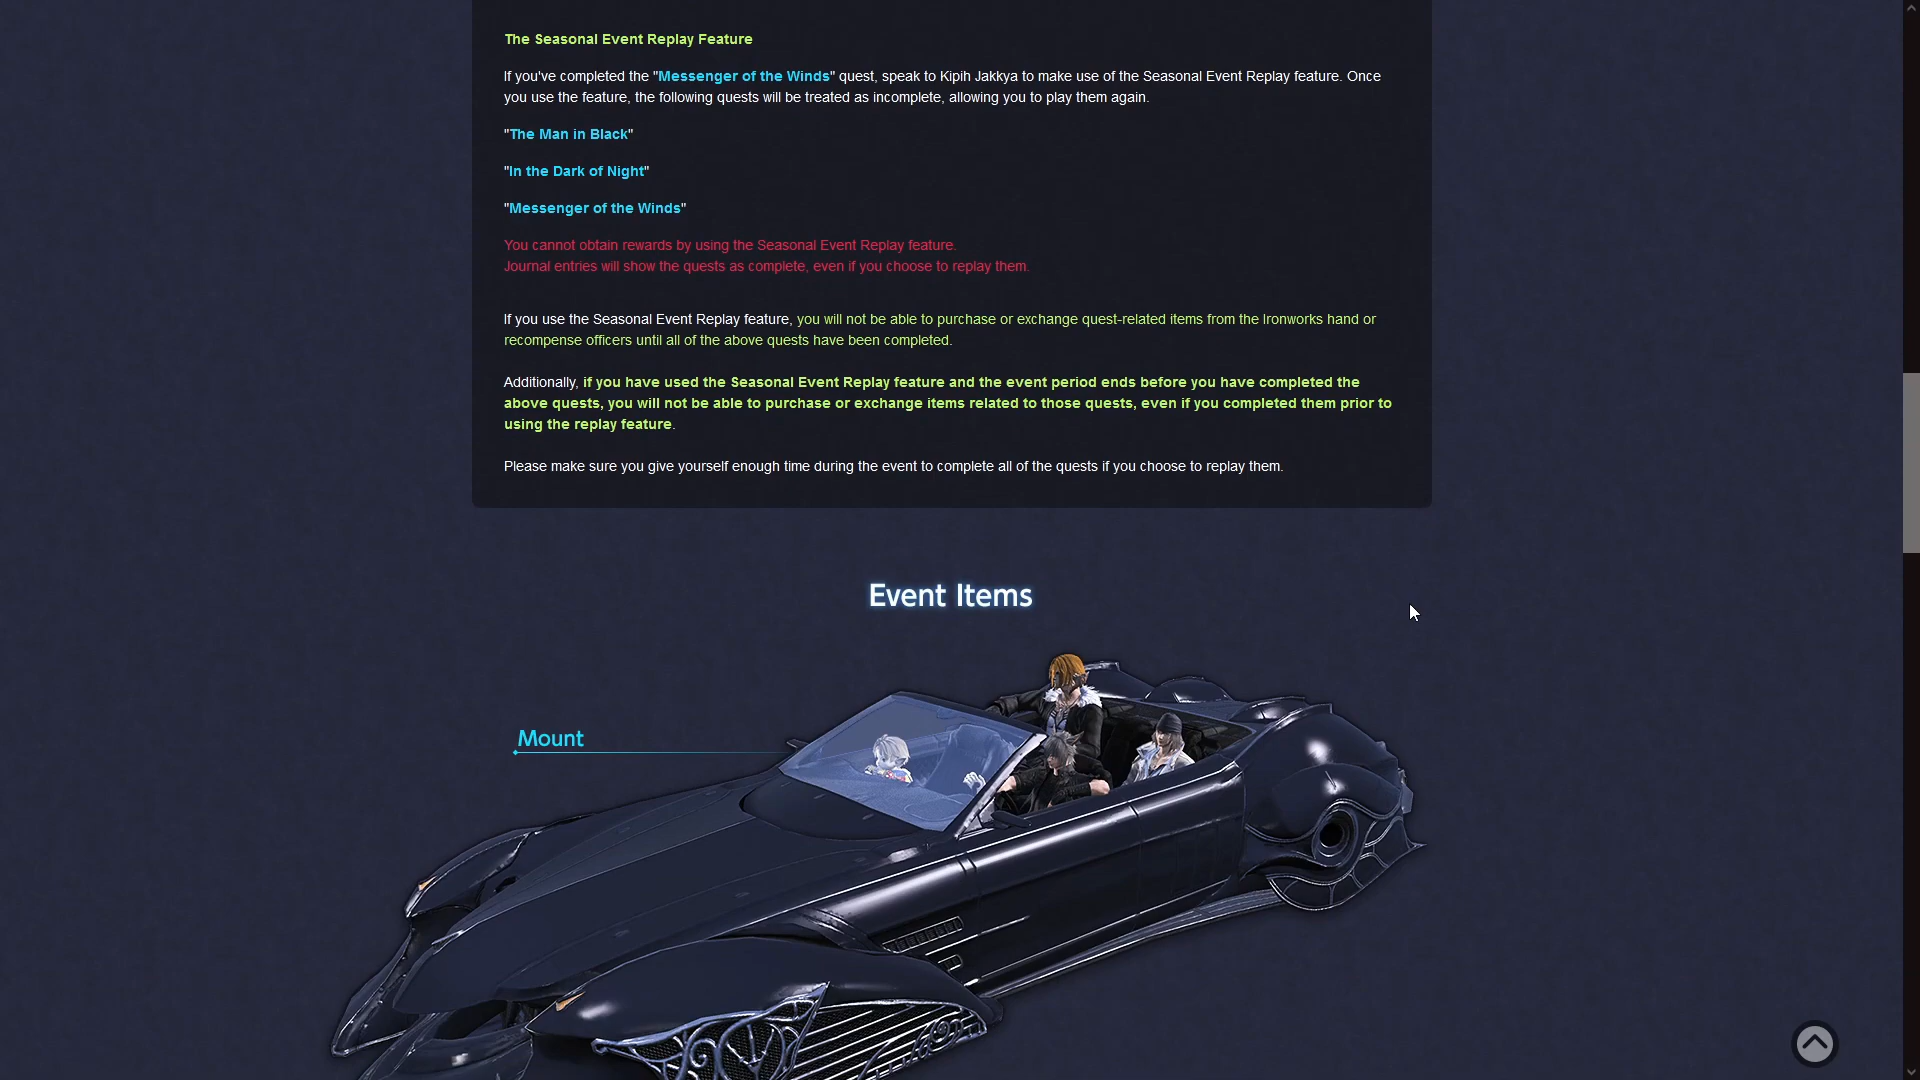 The Seasonal Event Replay Feature
If you've completed the "Messenger of the Winds" quest, speak to Kipih Jakkya to make use of the Seasonal Event Replay feature. Once
you use the feature, the following quests will be treated as incomplete, allowing you to play them again.
"The Man in Black"
"In the Dark of Night"
"Messenger of the Winds"
You cannot obtain rewards by using the Seasonal Event Replay feature.
Journal entries will show the quests as complete, even if you choose to replay them.
If you use the Seasonal Event Replay feature, you will not be able to purchase or exchange quest-related items from the Ironworks hand or
recompense officers until all of the above quests have been completed.
Additionally, if you have used the Seasonal Event Replay feature and the event period ends before you have completed the
above quests, you will not be able to purchase or exchange items related to those quests, even if you completed them prior to
using the replay feature.
Please make sure you give yourself enough time during the event to complete all of the quests if you choose to replay them.
Event Items
Mount